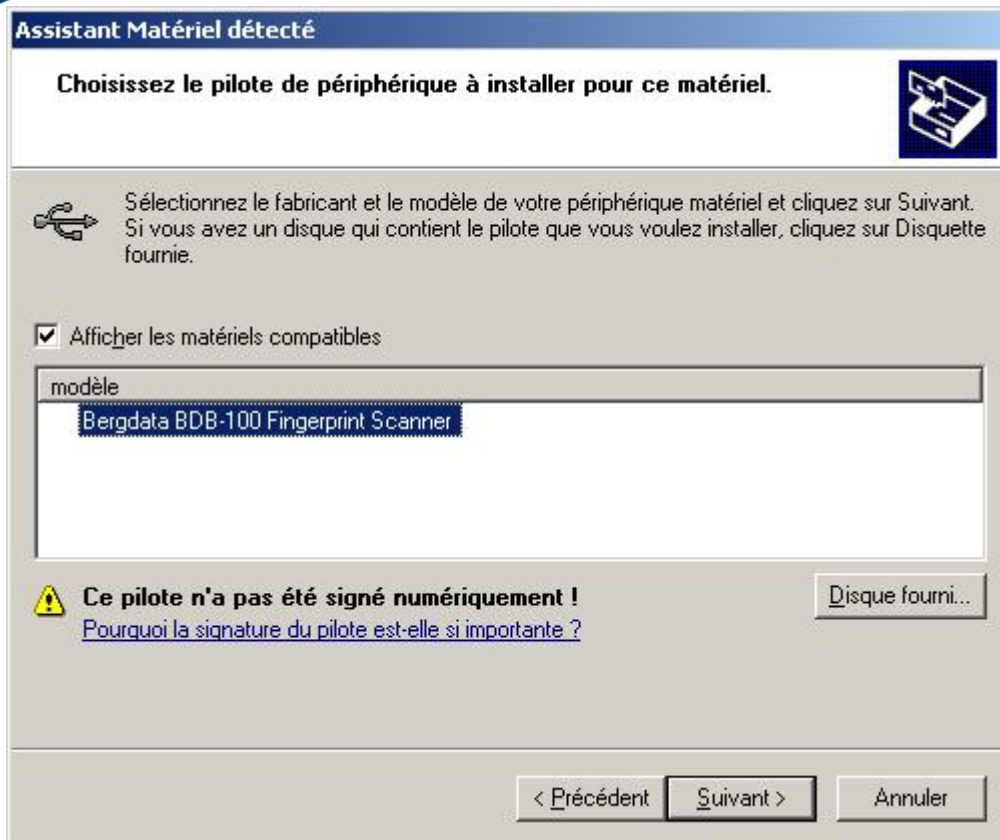 Assistant Matériel détecté
Choisissez le pilote de périphérique à installer pour ce matériel.
Sélectionnez le fabricant et le modèle de votre périphérique matériel et cliquez sur Suivant.
Si vous avez un disque qui contient le pilote que vous voulez installer, cliquez sur Disquette
fournie.
Afficher les matériels compatibles
modèle
Bergdata BDB-100 Fingerprint Scanner
Ce pilote n'a pas été signé numériquement !
Disque fourni...
Pourquoi la signature du pilote est-elle si importante ?
< Précédent
Suivant >
Annuler